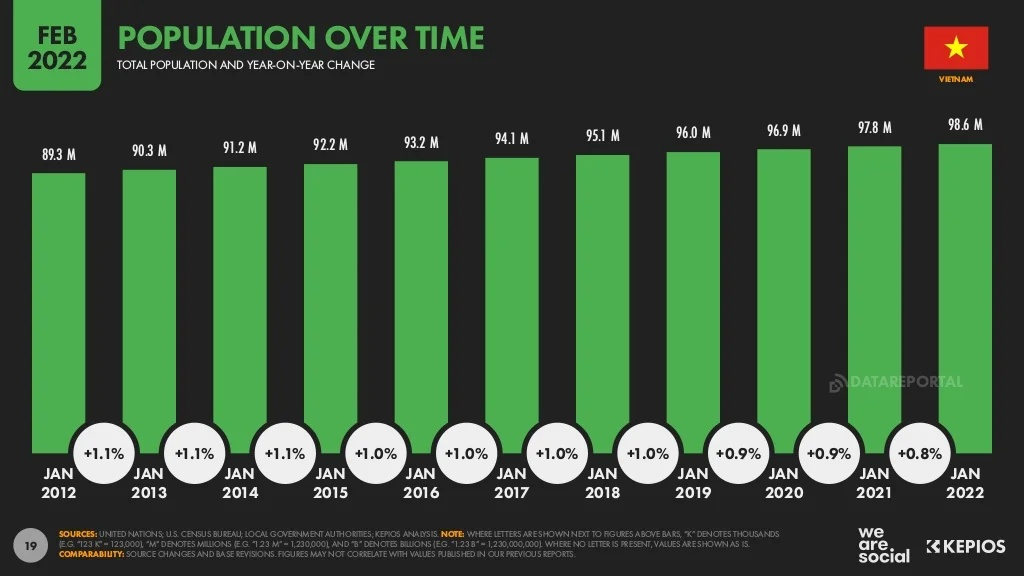 FEB
2022
POPULATION OVER TIME
TOTAL POPULATION AND YEAR-ON-YEAR CHANGE
VIETNAM
89.3 M
90.3 M
91.2 M
92.2 M
93.2 M
94.1 M
95.1 M
96.0 M
96.9 M
97.8 M
98.6 M
DATAREPORTAL
+1.1%
+1.1%
+1.1%
+1.0%
+1.0%
+1.0%
+1.0%
+0.9%
+0.9%
+0.8%
JAN
2012
JAN
2013
JAN
2014
JAN
2015
JAN
2016
JAN
2017
JAN
2018
JAN
2019
JAN
2020
JAN
2021
JAN
2022
19
SOURCES: UNITED NATIONS; U.S. CENSUS BUREAU; LOCAL GOVERNMENT AUTHORITIES; KEPIOS ANALYSIS. NOTE: WHERE LETTERS ARE SHOWN NEXT TO FIGURES ABOVE BARS, "K" DENOTES THOUSANDS
(E.G. "123 K" = 123,000), "M" DENOTES MILLIONS (E.G. "1.23 M" = 1,230,000), AND "B" DENOTES BILLIONS (E.G. "1.23 B" = 1,230,000,000). WHERE NO LETTER IS PRESENT, VALUES ARE SHOWN AS IS.
COMPARABILITY: SOURCE CHANGES AND BASE REVISIONS. FIGURES MAY NOT CORRELATE WITH VALUES PUBLISHED IN OUR PREVIOUS REPORTS.
we
are
social
KEPIOS